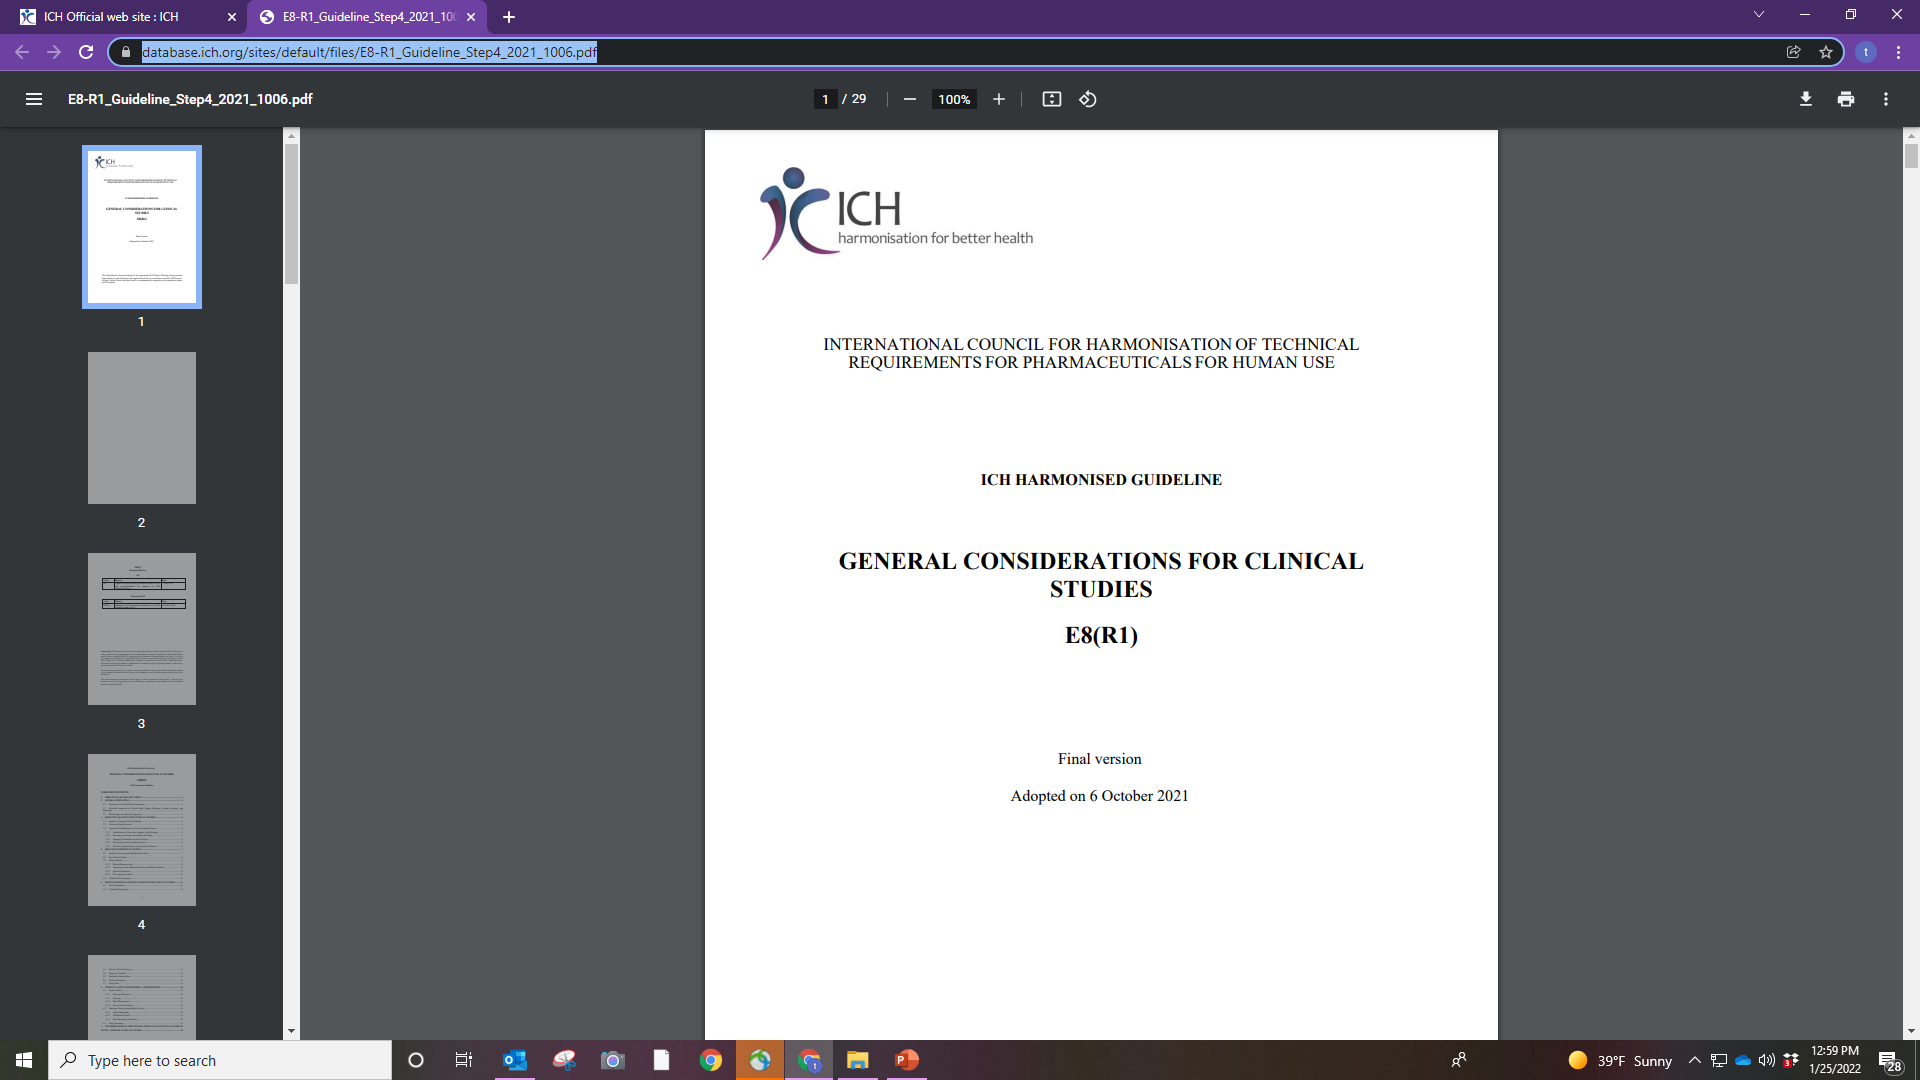 ICH Official web site : ICH
E8-R1_Guideline_Step4_2021_100
database.ich.org/sites/default/files/E8-R1_Guideline_Step4_2021_1006.pdf
t
E8-R1_Guideline_Step4_2021_1006.pdf
1 / 29
100%
1
2
3
4
ICH
harmonisation for better health
INTERNATIONAL COUNCIL FOR HARMONISATION OF TECHNICAL
REQUIREMENTS FOR PHARMACEUTICALS FOR HUMAN USE
ICH HARMONISED GUIDELINE
GENERAL CONSIDERATIONS FOR CLINICAL
STUDIES
E8(R1)
Final version
Adopted on 6 October 2021
Type here to search
39°F Sunny
12:59 PM
1/25/2022
28